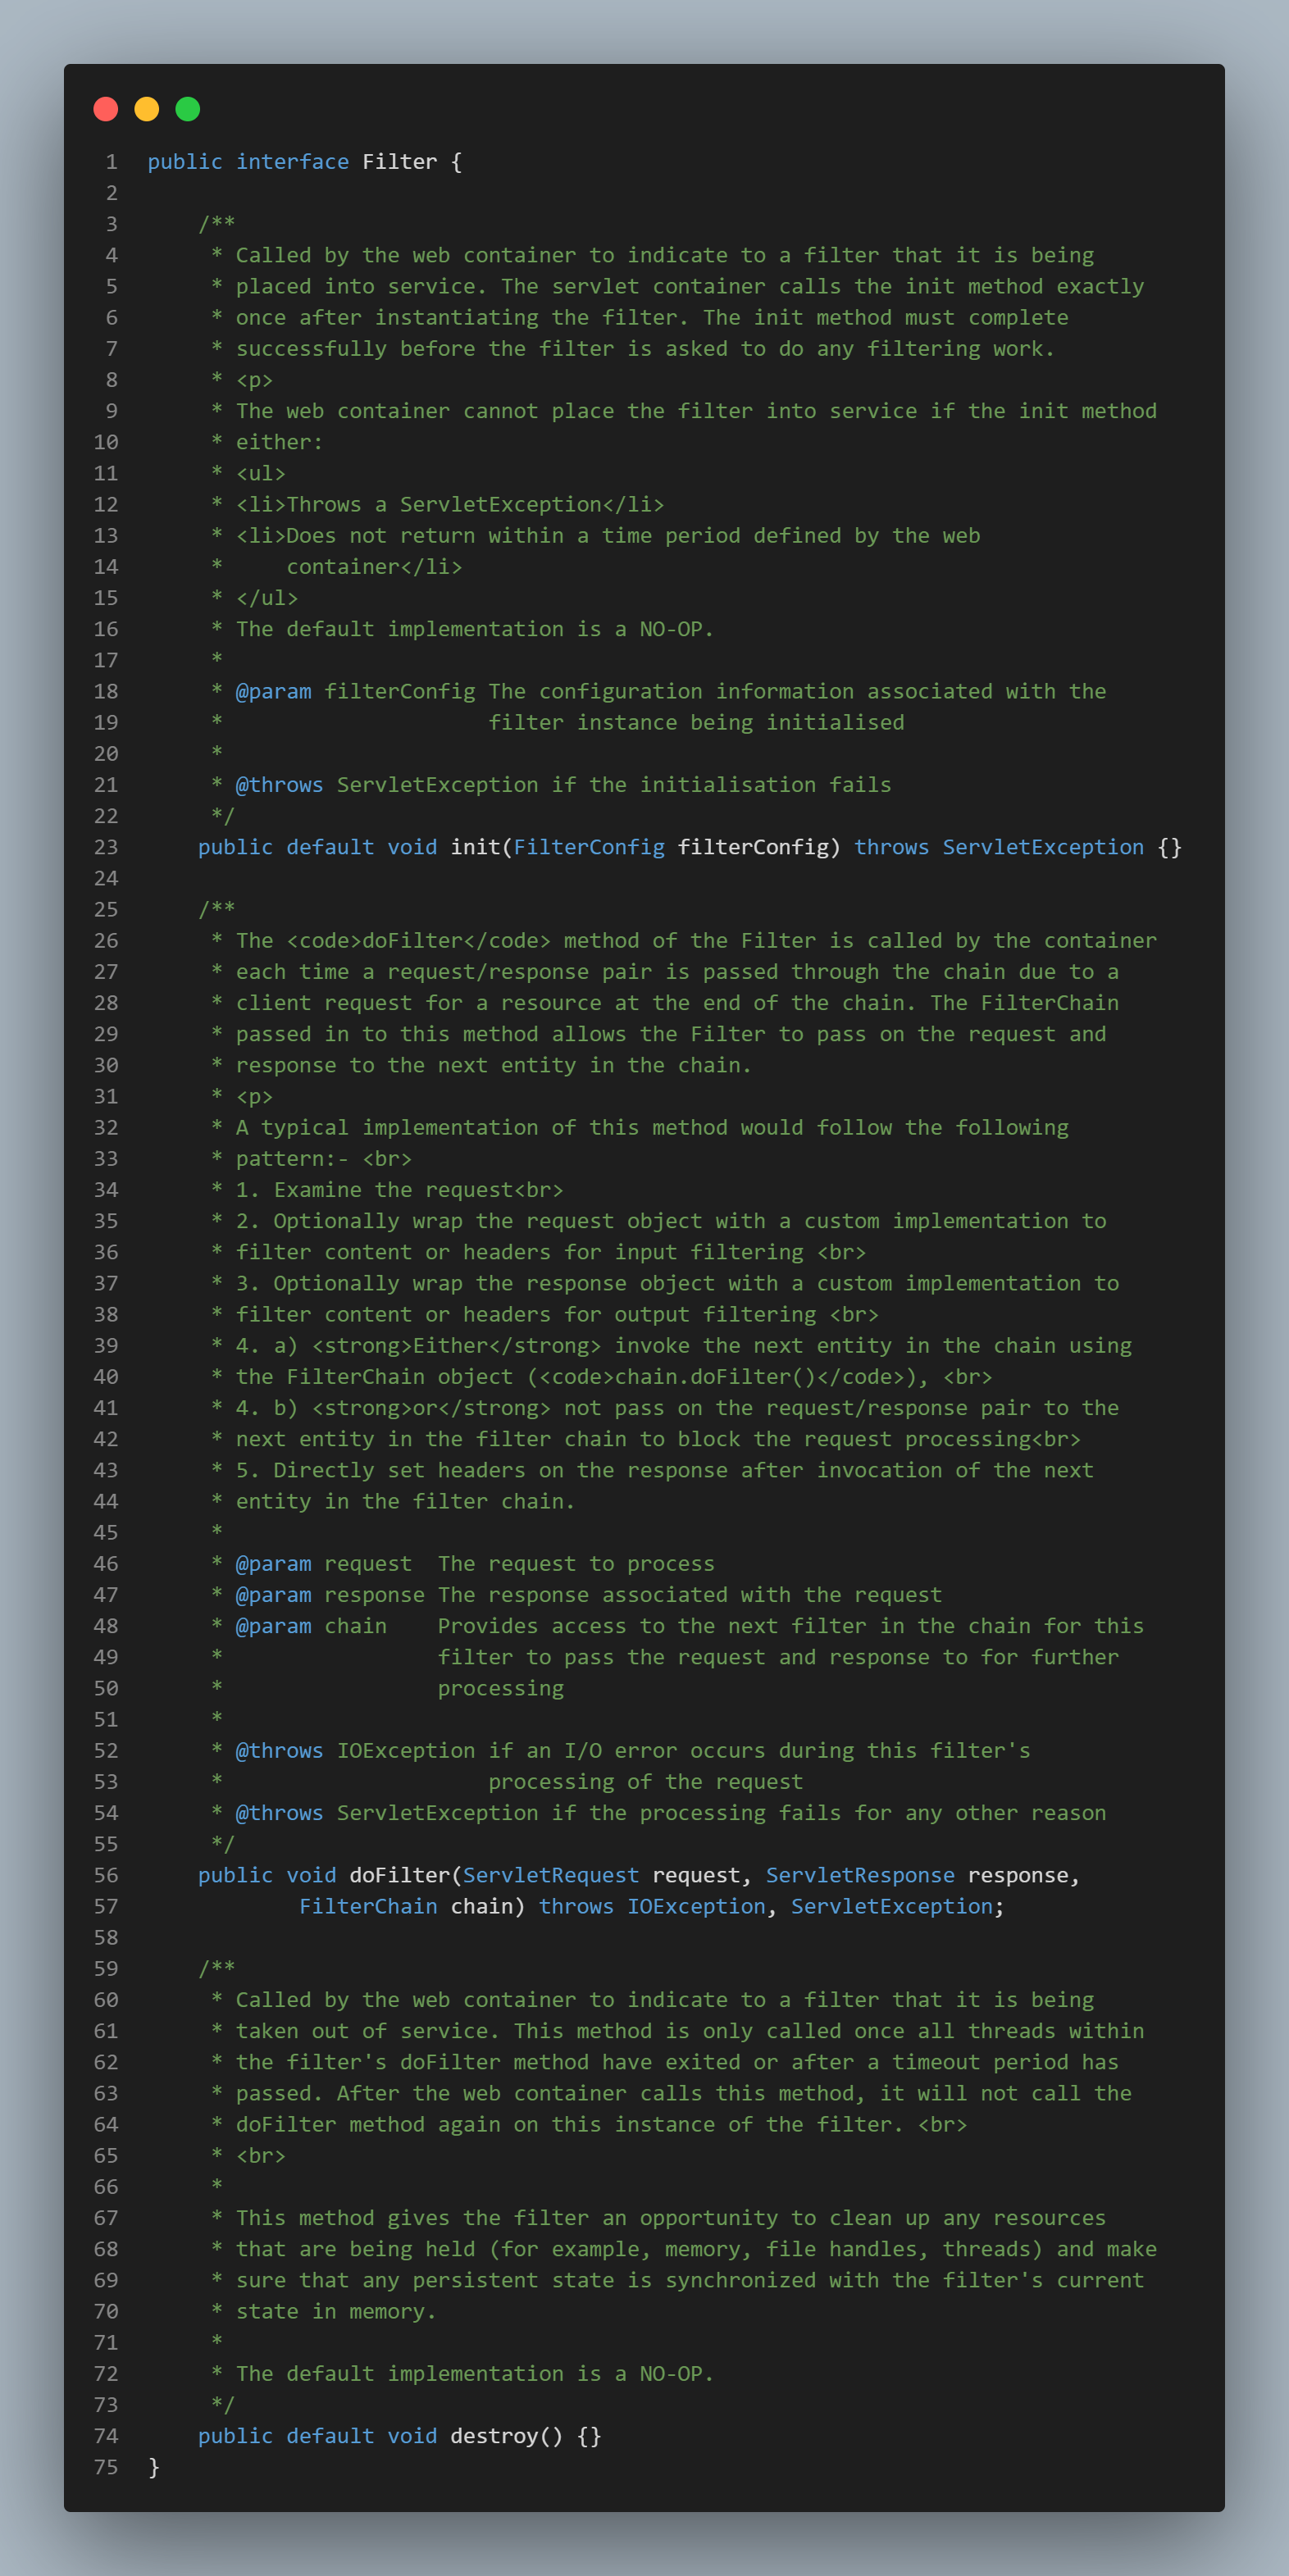 1 public interface Filter {
2
3     /**
4      * Called by the web container to indicate to a filter that it is being
5      * placed into service. The servlet container calls the init method exactly
6      * once after instantiating the filter. The init method must complete
7      * successfully before the filter is asked to do any filtering work.
8      * <p>
9      * The web container cannot place the filter into service if the init method
10      * either:
11      * <ul>
12      * <li>Throws a ServletException</li>
13      * <li>Does not return within a time period defined by the web
14      *     container</li>
15      * </ul>
16      * The default implementation is a NO-OP.
17      *
18      * @param filterConfig The configuration information associated with the
19      *                     filter instance being initialised
20      *
21      * @throws ServletException if the initialisation fails
22      */
23     public default void init(FilterConfig filterConfig) throws ServletException {}
24
25     /**
26      * The <code>doFilter</code> method of the Filter is called by the container
27      * each time a request/response pair is passed through the chain due to a
28      * client request for a resource at the end of the chain. The FilterChain
29      * passed in to this method allows the Filter to pass on the request and
30      * response to the next entity in the chain.
31      * <p>
32      * A typical implementation of this method would follow the following
33      * pattern:- <br>
34      * 1. Examine the request<br>
35      * 2. Optionally wrap the request object with a custom implementation to
36      * filter content or headers for input filtering <br>
37      * 3. Optionally wrap the response object with a custom implementation to
38      * filter content or headers for output filtering <br>
39      * 4. a) <strong>Either</strong> invoke the next entity in the chain using
40      * the FilterChain object (<code>chain.doFilter()</code>), <br>
41      * 4. b) <strong>or</strong> not pass on the request/response pair to the
42      * next entity in the filter chain to block the request processing<br>
43      * 5. Directly set headers on the response after invocation of the next
44      * entity in the filter chain.
45      *
46      * @param request  The request to process
47      * @param response The response associated with the request
48      * @param chain    Provides access to the next filter in the chain for this
49      *                 filter to pass the request and response to for further
50      *                 processing
51      *
52      * @throws IOException if an I/O error occurs during this filter's
53      *                     processing of the request
54      * @throws ServletException if the processing fails for any other reason
55      */
56     public void doFilter(ServletRequest request, ServletResponse response,
57             FilterChain chain) throws IOException, ServletException;
58
59     /**
60      * Called by the web container to indicate to a filter that it is being
61      * taken out of service. This method is only called once all threads within
62      * the filter's doFilter method have exited or after a timeout period has
63      * passed. After the web container calls this method, it will not call the
64      * doFilter method again on this instance of the filter. <br>
65      * <br>
66      *
67      * This method gives the filter an opportunity to clean up any resources
68      * that are being held (for example, memory, file handles, threads) and make
69      * sure that any persistent state is synchronized with the filter's current
70      * state in memory.
71      *
72      * The default implementation is a NO-OP.
73      */
74     public default void destroy() {}
75 }